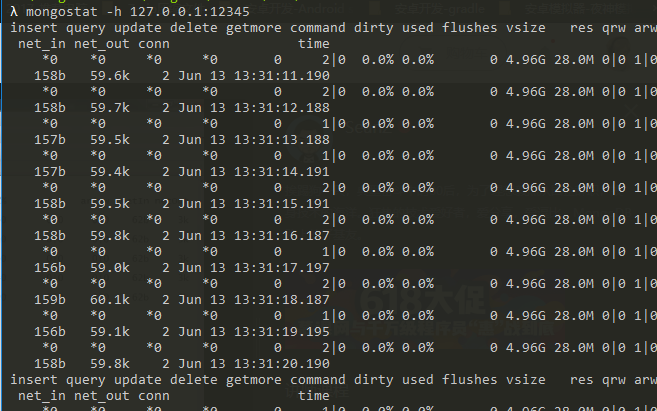 λ mongostat -h 127.0.0.1:12345
insert query update delete getmore command dirty used flushes vsize res qrw arw
net_in net_out conn time
*0 *0 *0 *0 0 2|0 0.0% 0.0% 0 4.96G 28.0M 0|0 1|0
158b 59.6k 2 Jun 13 13:31:11.190
*0 *0 *0 *0 0 2|0 0.0% 0.0% 0 4.96G 28.0M 0|0 1|0
158b 59.7k 2 Jun 13 13:31:12.188
*0 *0 *0 *0 0 1|0 0.0% 0.0% 0 4.96G 28.0M 0|0 1|0
157b 59.5k 2 Jun 13 13:31:13.188
*0 *0 *0 *0 0 1|0 0.0% 0.0% 0 4.96G 28.0M 0|0 1|0
157b 59.4k 2 Jun 13 13:31:14.191
*0 *0 *0 *0 0 2|0 0.0% 0.0% 0 4.96G 28.0M 0|0 1|0
158b 59.5k 2 Jun 13 13:31:15.191
*0 *0 *0 *0 0 2|0 0.0% 0.0% 0 4.96G 28.0M 0|0 1|0
158b 59.8k 2 Jun 13 13:31:16.187
*0 *0 *0 *0 0 1|0 0.0% 0.0% 0 4.96G 28.0M 0|0 1|0
156b 59.0k 2 Jun 13 13:31:17.197
*0 *0 *0 *0 0 2|0 0.0% 0.0% 0 4.96G 28.0M 0|0 1|0
159b 60.1k 2 Jun 13 13:31:18.187
*0 *0 *0 *0 0 1|0 0.0% 0.0% 0 4.96G 28.0M 0|0 1|0
156b 59.1k 2 Jun 13 13:31:19.195
*0 *0 *0 *0 0 2|0 0.0% 0.0% 0 4.96G 28.0M 0|0 1|0
158b 59.8k 2 Jun 13 13:31:20.190
insert query update delete getmore command dirty used flushes vsize res qrw arw
net_in net_out conn time